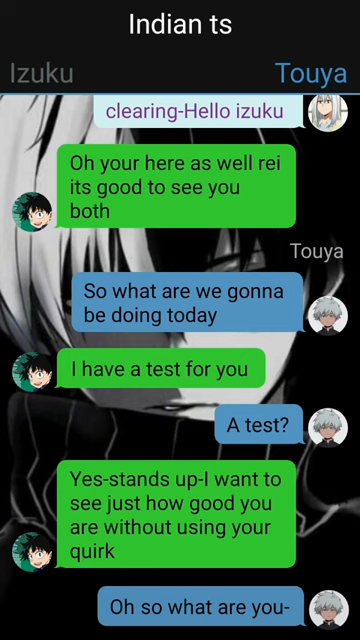 Indian ts
Izuku
Touya
clearing-Hello izuku
Oh your here as well rei
its good to see you
both
Touya
So what are we gonna
be doing today
I have a test for you
A test?
Yes-stands up-I want to
see just how good you
are without using your
quirk
Oh so what are you-